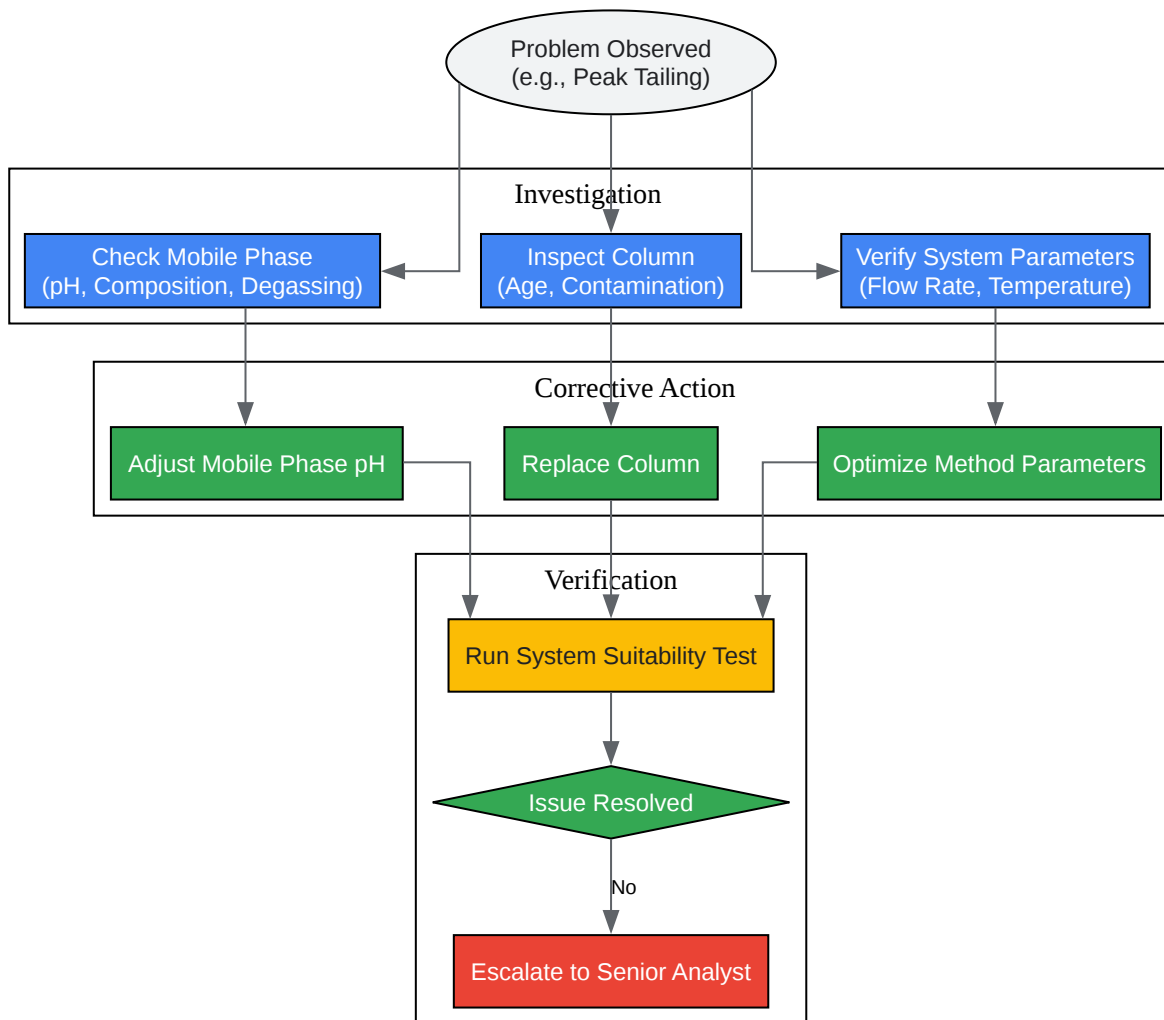 Problem Observed
(e.g., Peak Tailing)
Investigation
Check Mobile Phase
(pH, Composition, Degassing)
Inspect Column
(Age, Contamination)
Verify System Parameters
(Flow Rate, Temperature)
Corrective Action
Adjust Mobile Phase pH
Replace Column
Optimize Method Parameters
Verification
Run System Suitability Test
Issue Resolved
No
Escalate to Senior Analyst